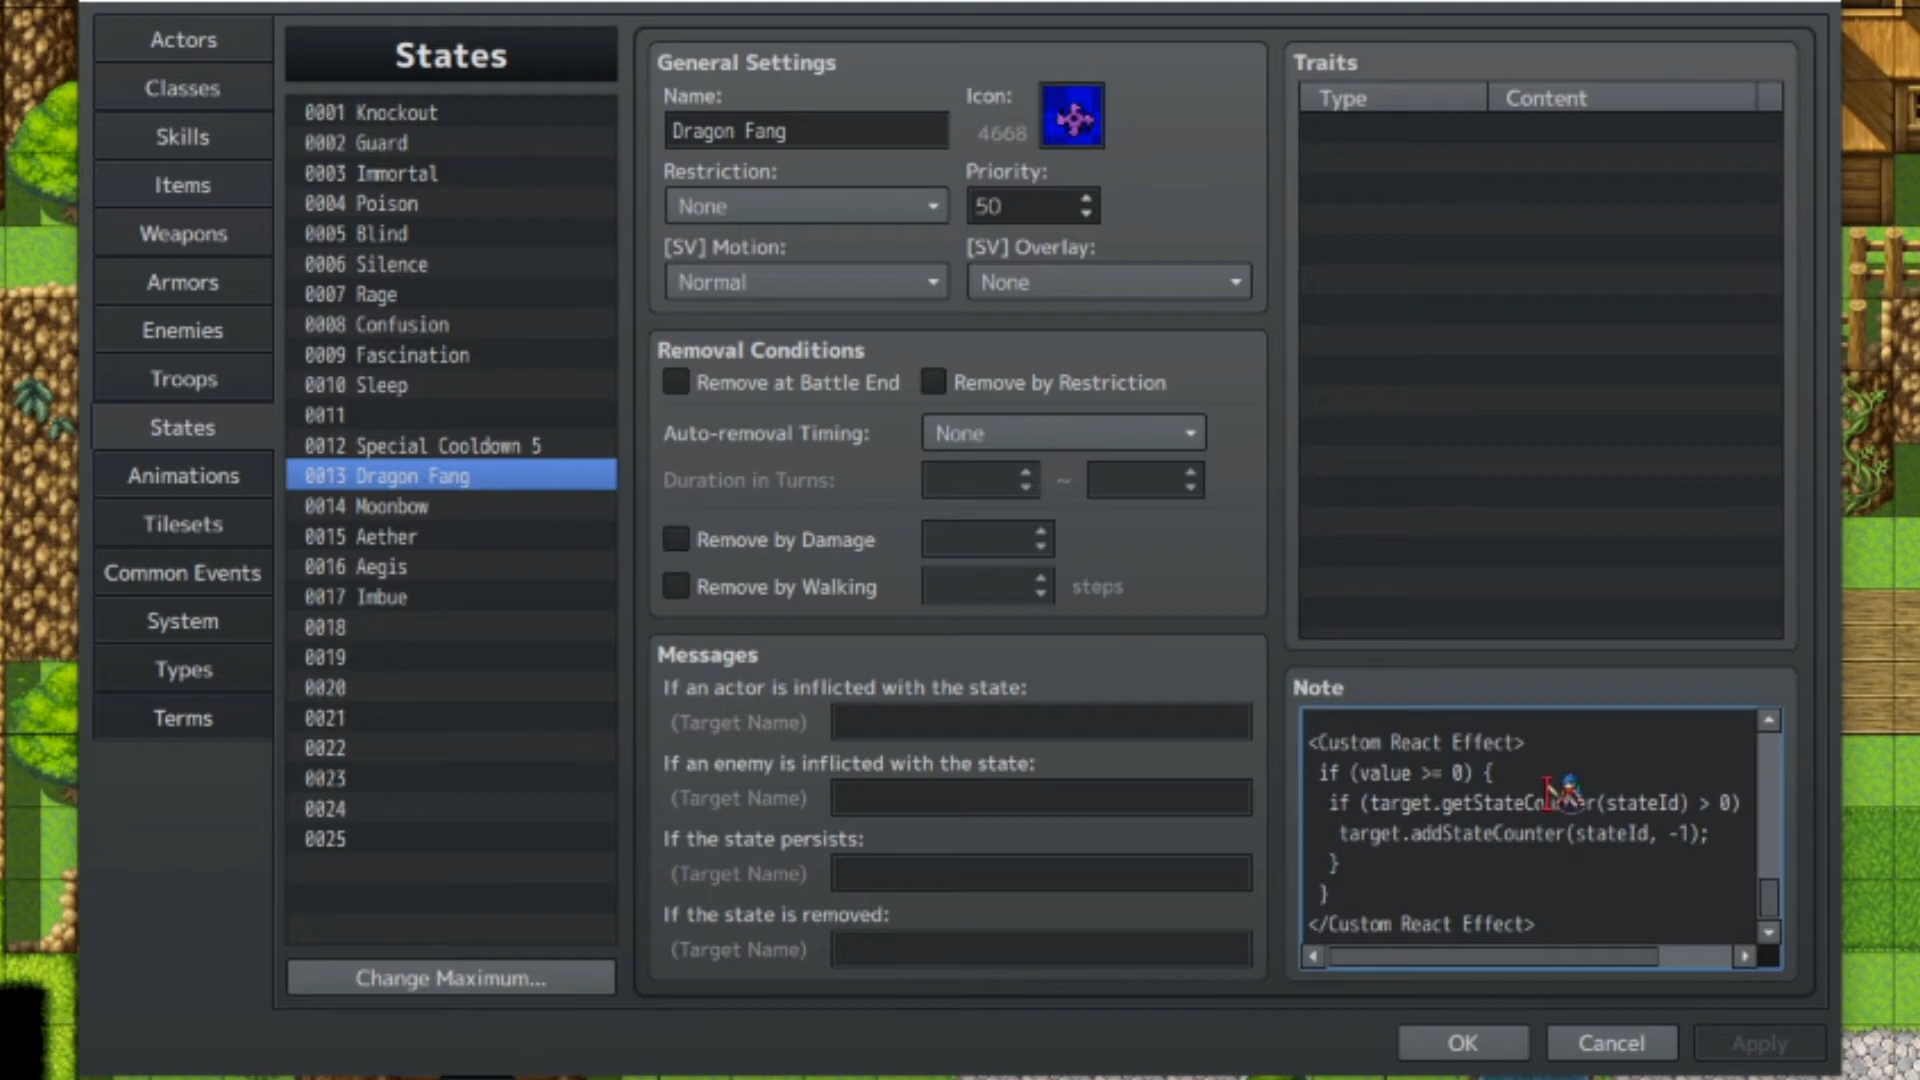 Actors
Classes
Skills
Items
Weapons
Armors
Enemies
Troops
States
Animations
Tilesets
Common Events
System
Types
Terms
States
0001 Knockout
0002 Guard
0003 Immortal
0004 Poison
0005 Blind
0006 Silence
0007 Rage
0008 Confusion
0009 Fascination
0010 Sleep
0011
0012 Special Cooldown 5
0013 Dragon Fang
0014 Moonbow
0015 Aether
0016 Aegis
0017 Imbue
0018
0019
0020
0021
0022
0023
0024
0025
Change Maximum...
General Settings
Name:
Icon:
Dragon Fang
4668
Restriction:
Priority:
None
50
[SV] Motion:
[SV] Overlay:
Normal
None
Removal Conditions
Remove at Battle End
Remove by Restriction
Auto-removal Timing:
None
Duration in Turns:
~
Remove by Damage
Remove by Walking
steps
Messages
If an actor is inflicted with the state:
(Target Name)
If an enemy is inflicted with the state:
(Target Name)
If the state persists:
(Target Name)
If the state is removed:
(Target Name)
Traits
Type
Content
Note
<Custom React Effect>
if (value >= 0) {
if (target.getStateCounter(stateId) > 0)
target.addStateCounter(stateId, -1);
}
}
</Custom React Effect>
OK
Cancel
Apply